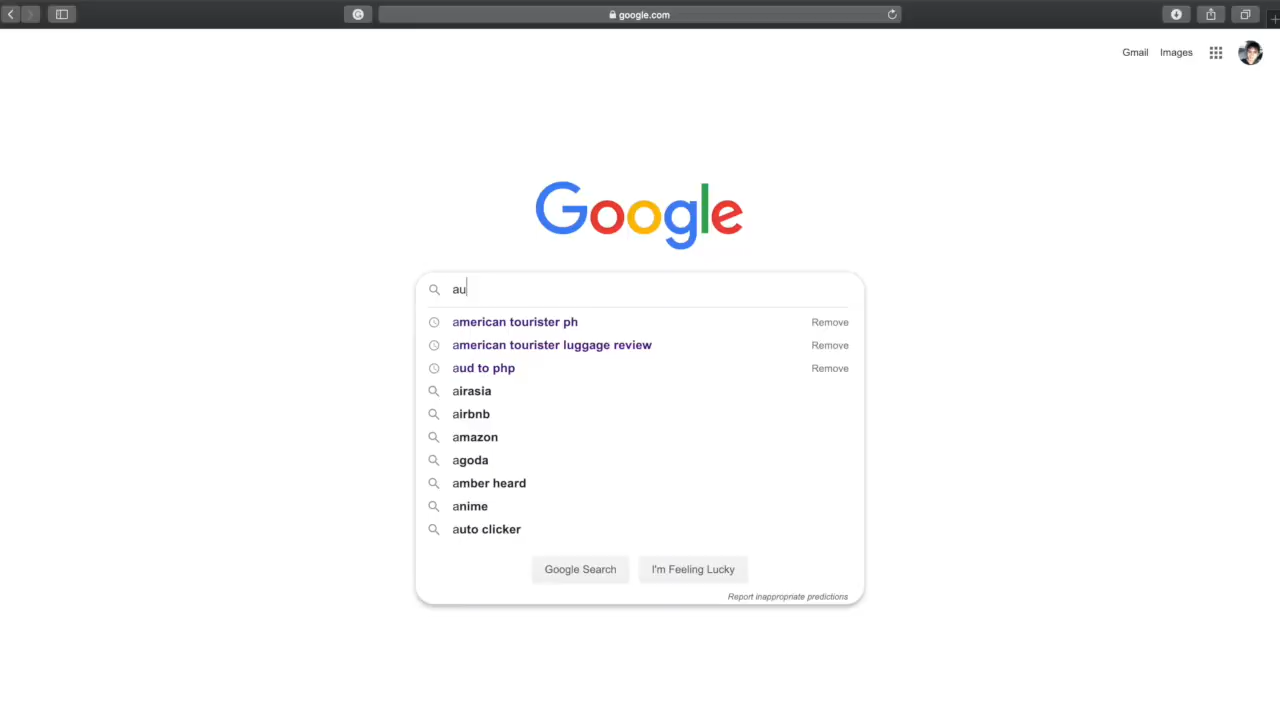 google.com
Gmail Images
Google
au
american tourister ph Remove
american tourister luggage review Remove
aud to php Remove
airasia
airbnb
amazon
agoda
amber heard
anime
auto clicker
Google Search I'm Feeling Lucky
Report inappropriate predictions